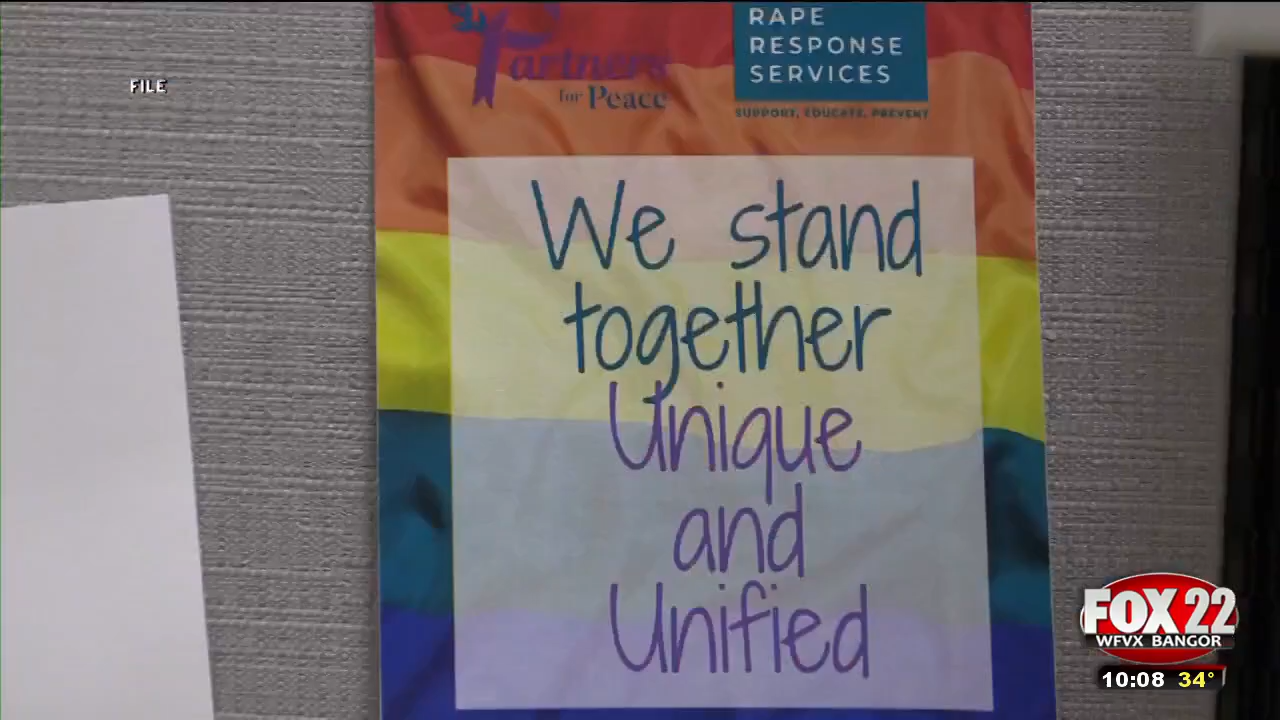 FILE
Partners
for Peace
RAPE
RESPONSE
SERVICES
SUPPORT, EDUCATE, PREVENT
We stand
together
Unique
and
Unified
FOX 22
WFVX BANGOR
10:08 34°